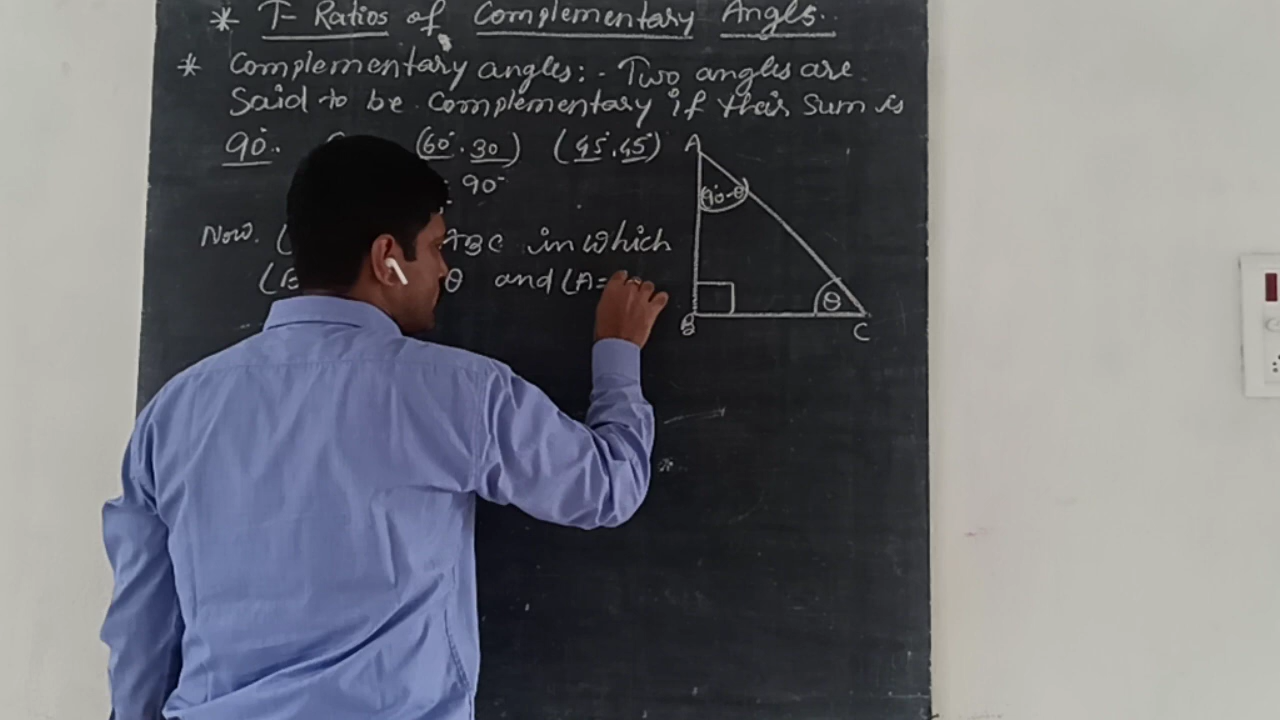 * T- Ratios of Complementary Angls.
* Complementary angles:- Two angles are
Said to be Complementary if their Sum is
90°. (60°.30) (45°.45°)
90°
Now. ABC in which
θ and ∠A=
A
90°-θ
θ
B
C